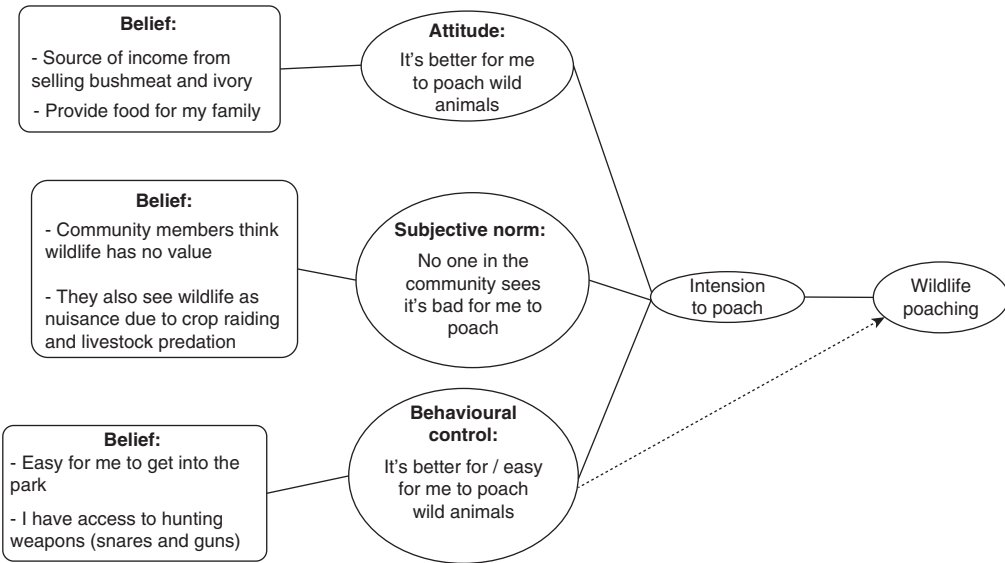 Belief:
- Source of income from
selling bushmeat and ivory
- Provide food for my family
Attitude:
It's better for me
to poach wild
animals
Belief:
- Community members think
wildlife has no value
- They also see wildlife as
nuisance due to crop raiding
and livestock predation
Subjective norm:
No one in the
community sees
it's bad for me to
poach
Intension
to poach
Wildlife
poaching
Belief:
- Easy for me to get into the
park
- I have access to hunting
weapons (snares and guns)
Behavioural
control:
It's better for / easy
for me to poach
wild animals